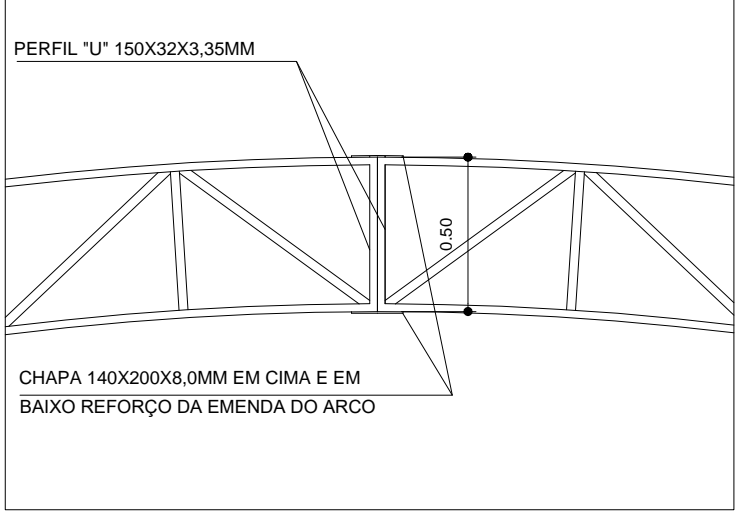 PERFIL "U" 150X32X3,35MM
0.50
CHAPA 140X200X8,0MM EM CIMA E EM
BAIXO REFORÇO DA EMENDA DO ARCO